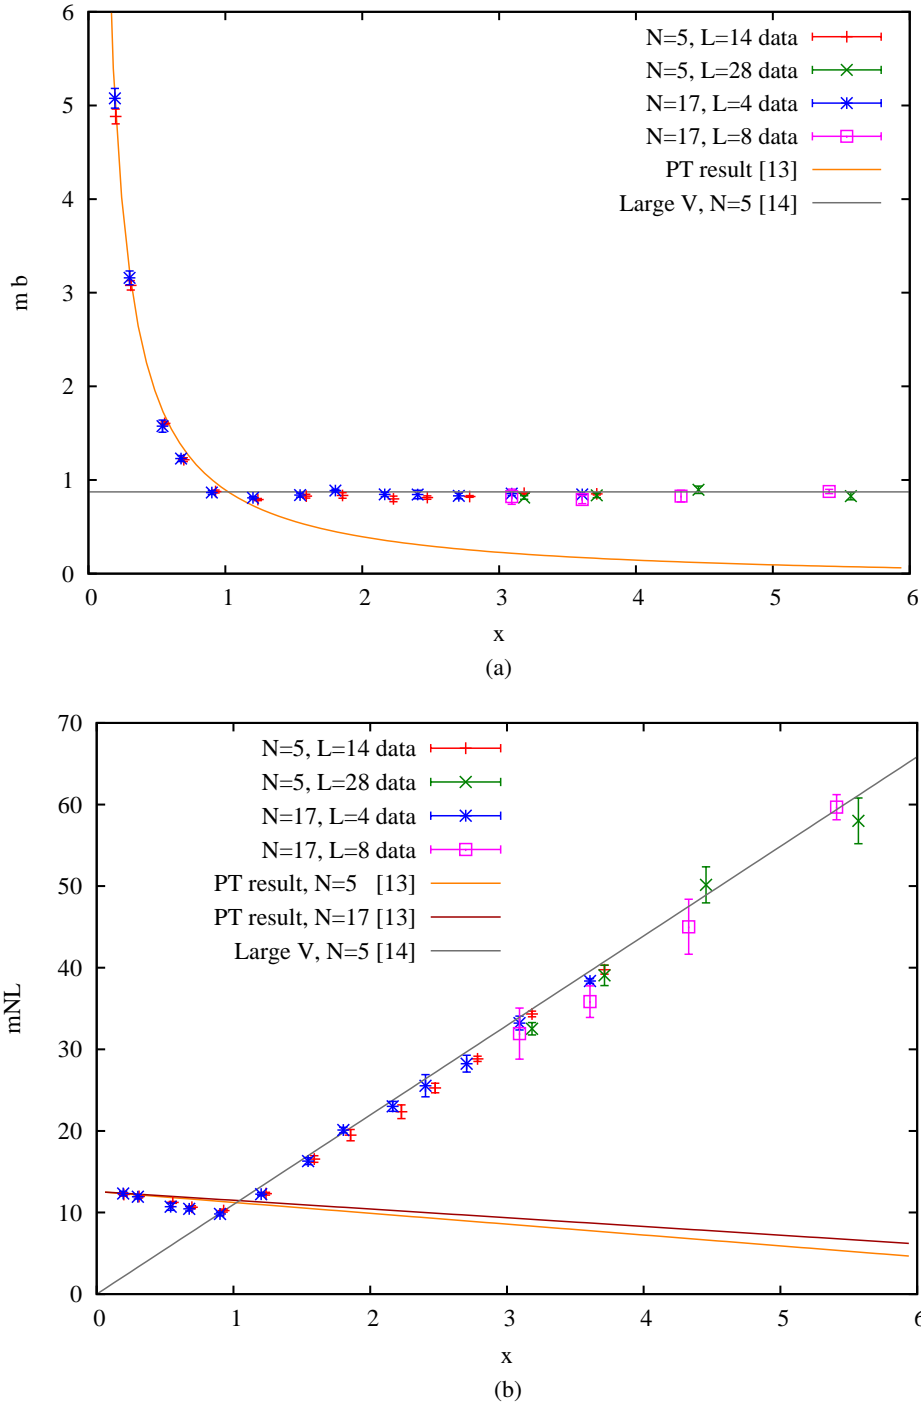 6
5
4
3
2
1
0
m b
N=5, L=14 data
N=5, L=28 data
N=17, L=4 data
N=17, L=8 data
PT result [13]
Large V, N=5 [14]
0 1 2 3 4 5 6
x
(a)
70
60
50
40
30
20
10
0
mNL
N=5, L=14 data
N=5, L=28 data
N=17, L=4 data
N=17, L=8 data
PT result, N=5 [13]
PT result, N=17 [13]
Large V, N=5 [14]
0 1 2 3 4 5 6
x
(b)